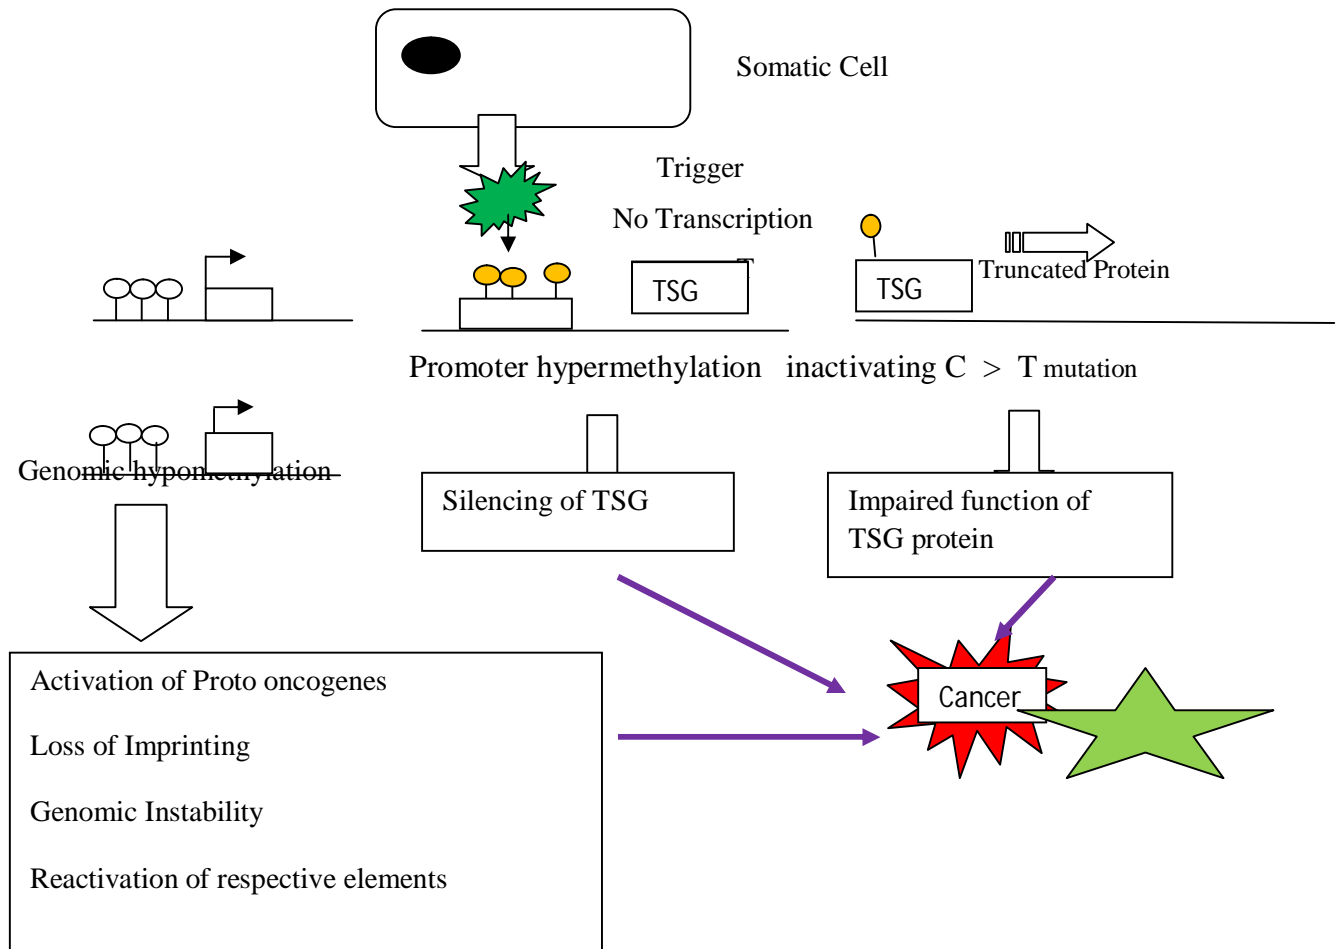 Somatic Cell
Trigger
No Transcription
TSG
TSG
Truncated Protein
Promoter hypermethylation inactivating C > T mutation
Genomic hypomethylation
Silencing of TSG
Impaired function of
TSG protein
Activation of Proto oncogenes
Loss of Imprinting
Genomic Instability
Reactivation of respective elements
Cancer